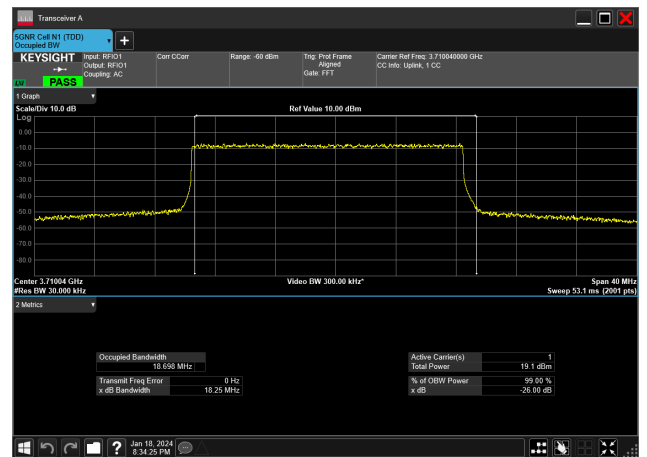 Transceiver A
5GNR Cell N1 (TDD)
Occupied BW
KEYSIGHT
PASS
Input: RFIO1
Output: RFIO1
Coupling: AC
Corr CCorr
Range: -60 dBm
Trig: Prot Frame
Aligned
Gate: FFT
Carrier Ref Freq: 3.710040000 GHz
CC Info: Uplink, 1 CC
1 Graph
Scale/Div 10.0 dB
Ref Value 10.00 dBm
Log
0.00
-10.0
-20.0
-30.0
-40.0
-50.0
-60.0
-70.0
-80.0
Center 3.71004 GHz
Video BW 300.00 kHz*
Span 40 MHz
#Res BW 30.000 kHz
Sweep 53.1 ms (2001 pts)
2 Metrics
Occupied Bandwidth
18.698 MHz
Transmit Freq Error 0 Hz
x dB Bandwidth 18.25 MHz
Active Carrier(s) 1
Total Power 19.1 dBm
% of OBW Power 99.00 %
x dB -26.00 dB
?
Jan 18, 2024
8:34:25 PM